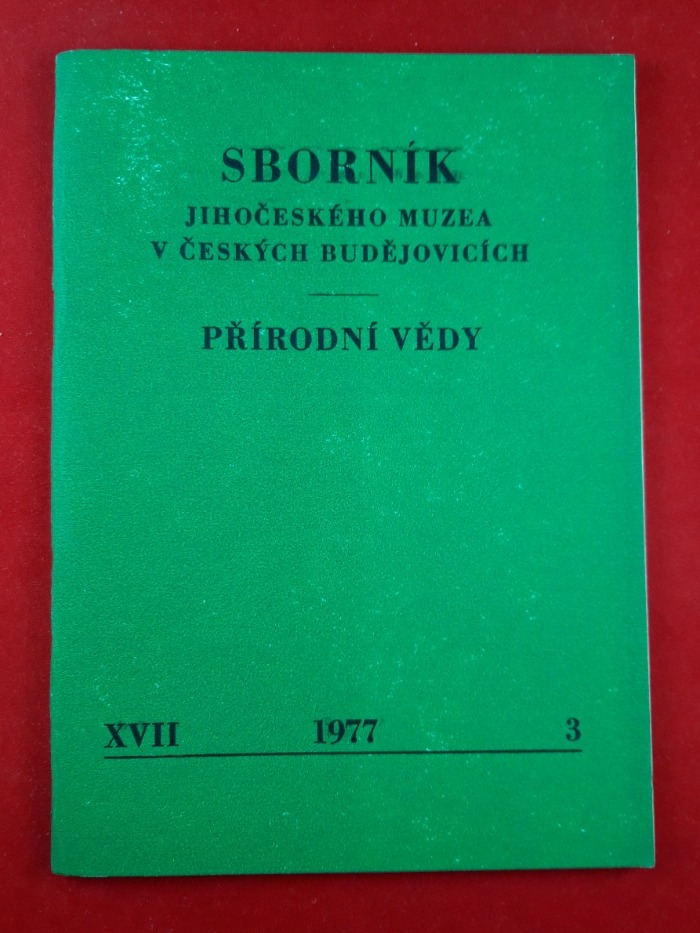 SBORNÍK
JIHOČESKÉHO MUZEA
V ČESKÝCH BUDĚJOVICÍCH
PŘÍRODNÍ VĚDY
XVII 1977 3